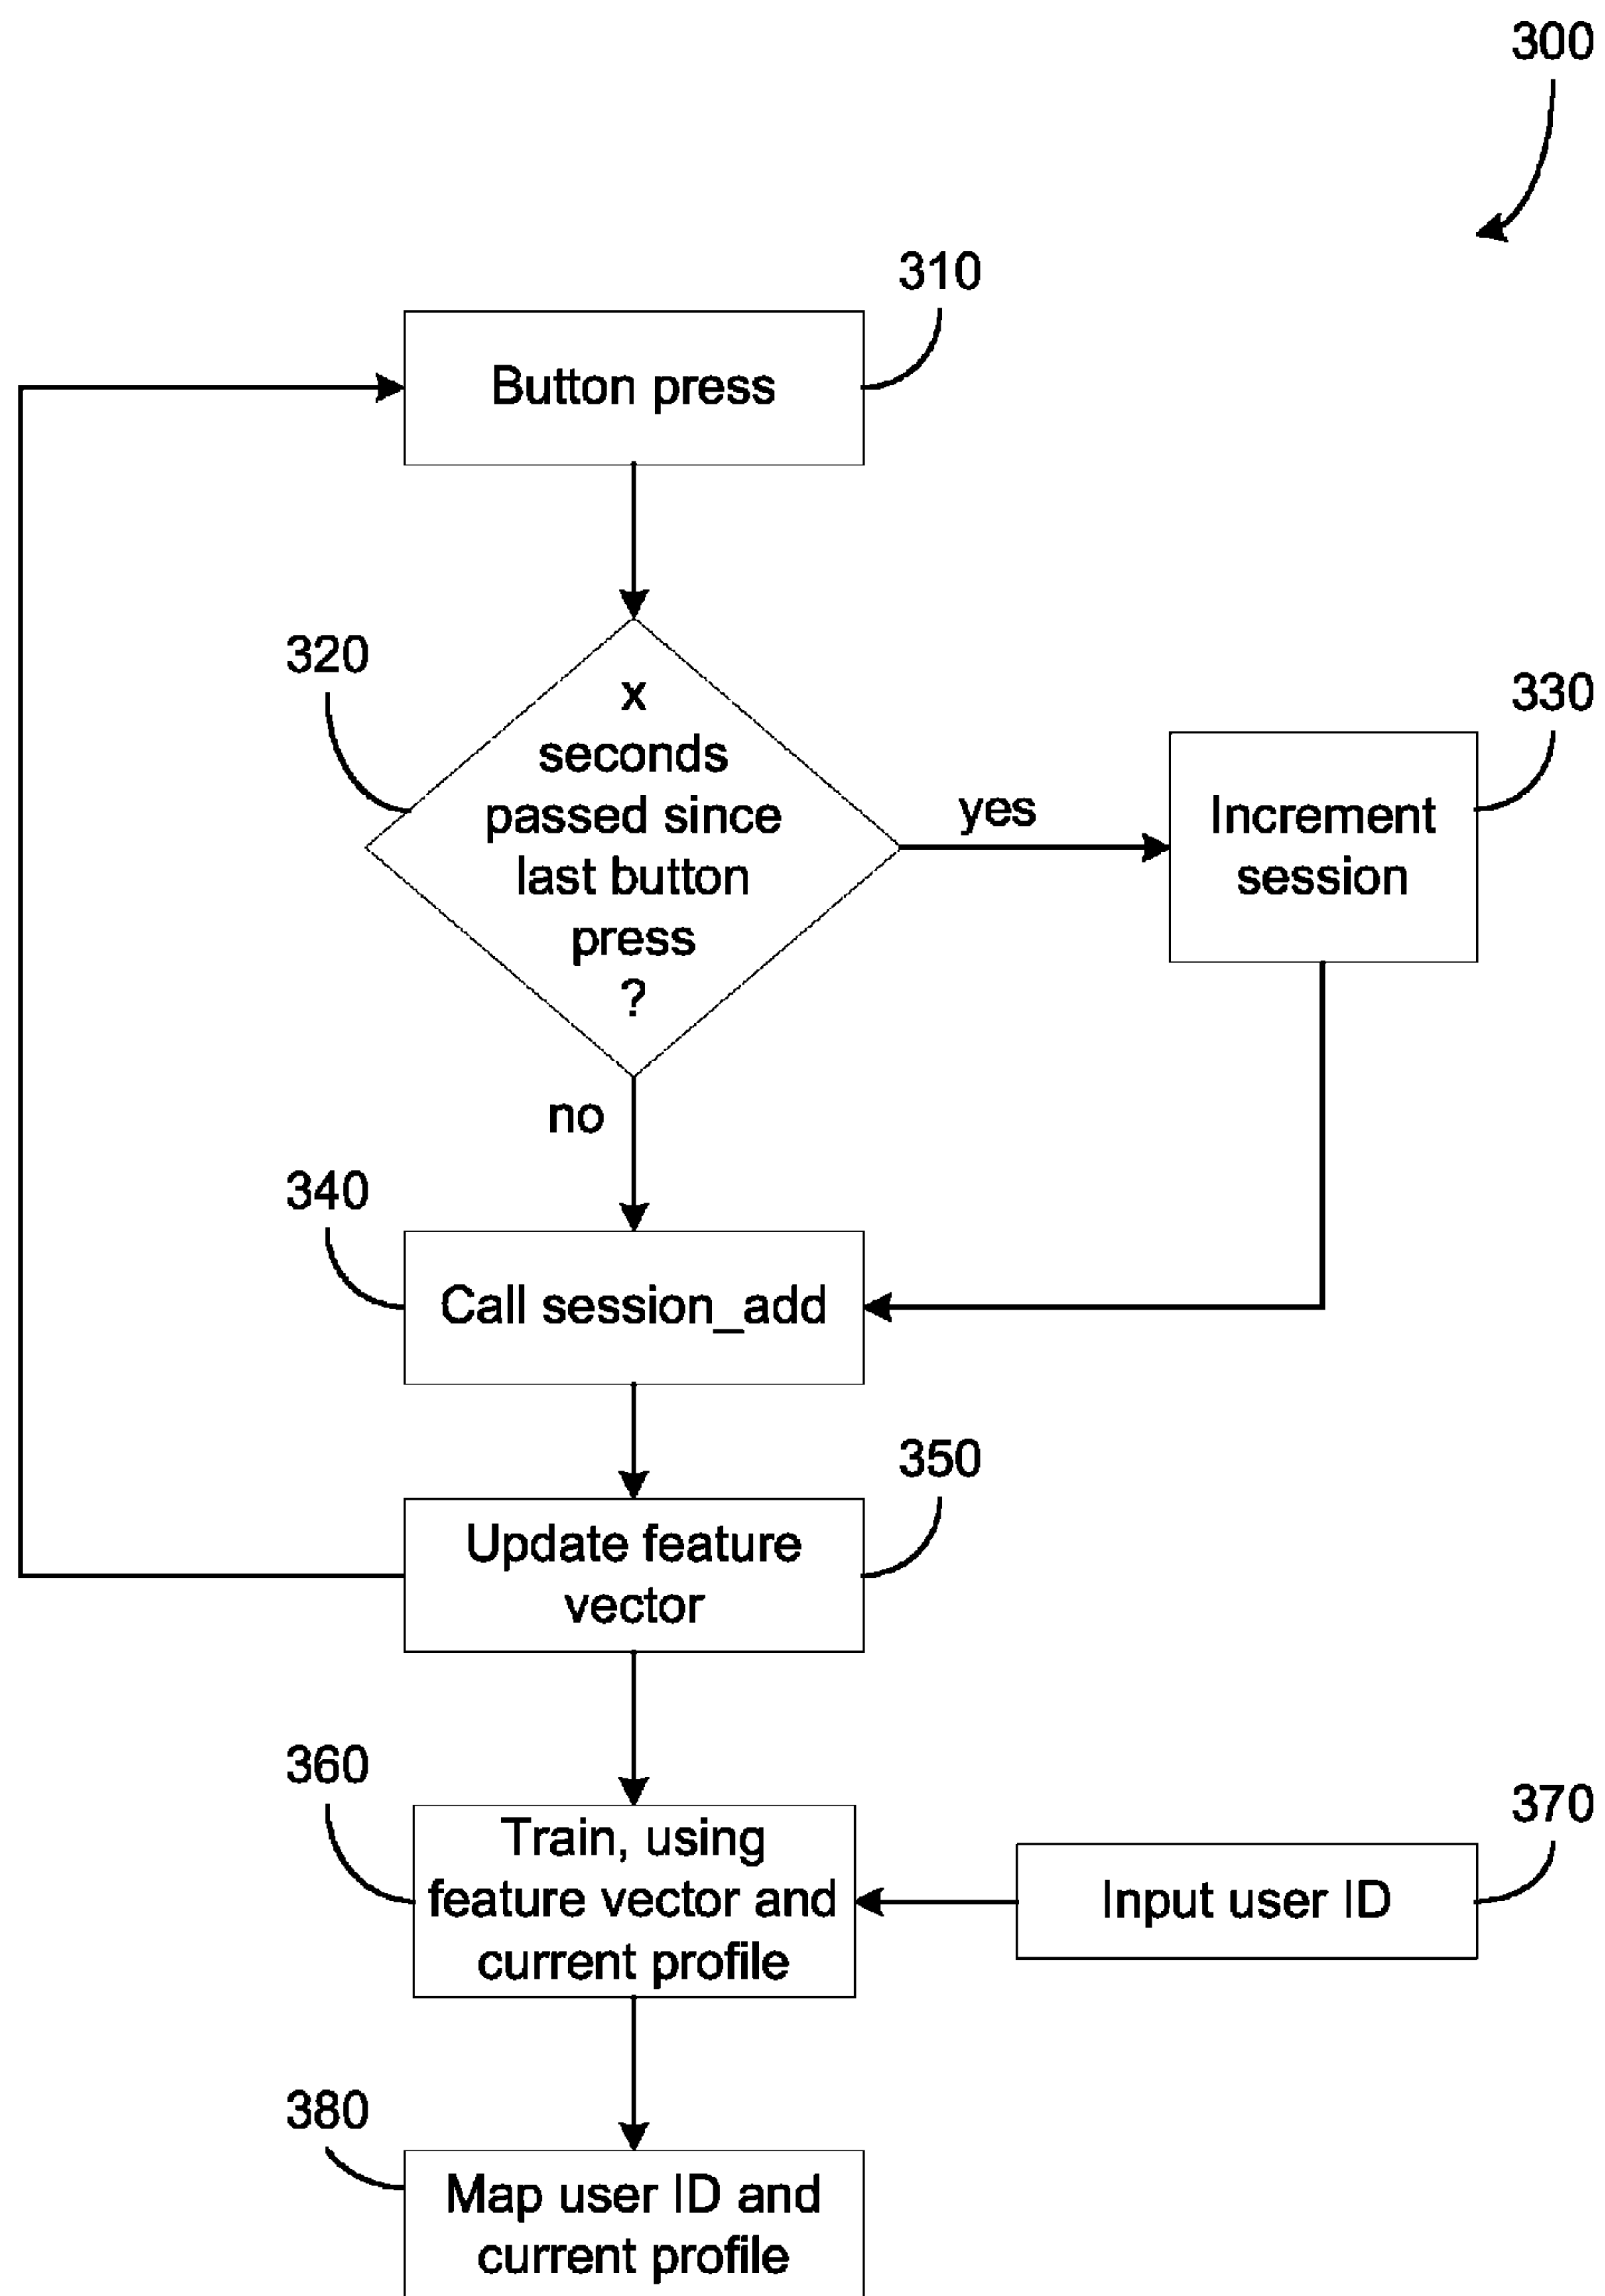 300
310
Button press
320
x
seconds
passed since
last button
press
?
yes
330
Increment
session
no
340
Call session_add
350
Update feature
vector
360
Train, using
feature vector and
current profile
370
Input user ID
380
Map user ID and
current profile